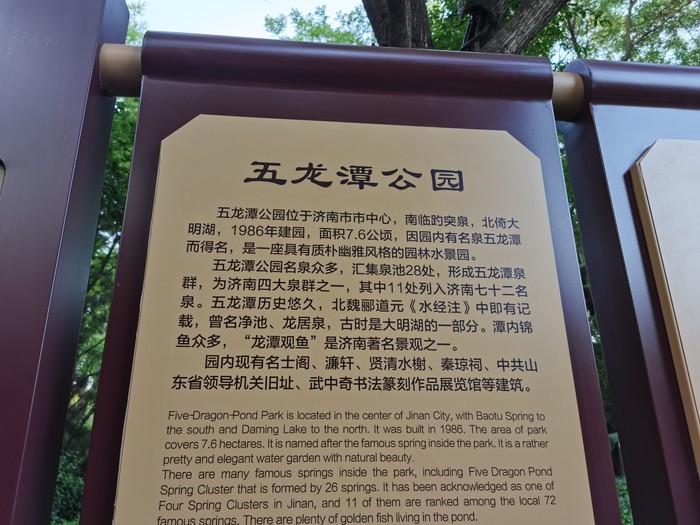 五龙潭公园
五龙潭公园位于济南市市中心，南临趵突泉，北倚大
明湖，1986年建园，面积7.6公顷，因园内有名泉五龙潭
而得名，是一座具有质朴幽雅风格的园林水景园。
五龙潭公园名泉众多，汇集泉池28处，形成五龙潭泉
群，为济南四大泉群之一，其中11处列入济南七十二名
泉。五龙潭历史悠久，北魏郦道元《水经注》中即有记
载，曾名净池、龙居泉，古时是大明湖的一部分。潭内锦
鱼众多，“龙潭观鱼”是济南著名景观之一。
园内现有名士阁、濂轩、贤清水榭、秦琼祠、中共山
东省领导机关旧址、武中奇书法篆刻作品展览馆等建筑。
Five-Dragon-Pond Park is located in the center of Jinan City, with Baotu Spring to
the south and Daming Lake to the north. It was built in 1986. The area of park
covers 7.6 hectares. It is named after the famous spring inside the park. It is a rather
pretty and elegant water garden with natural beauty.
There are many famous springs inside the park, including Five Dragon Pond
Spring Cluster that is formed by 26 springs. It has been acknowledged as one of
Four Spring Clusters in Jinan, and 11 of them are ranked among the local 72
famous springs. There are plenty of golden fish living in the pond.